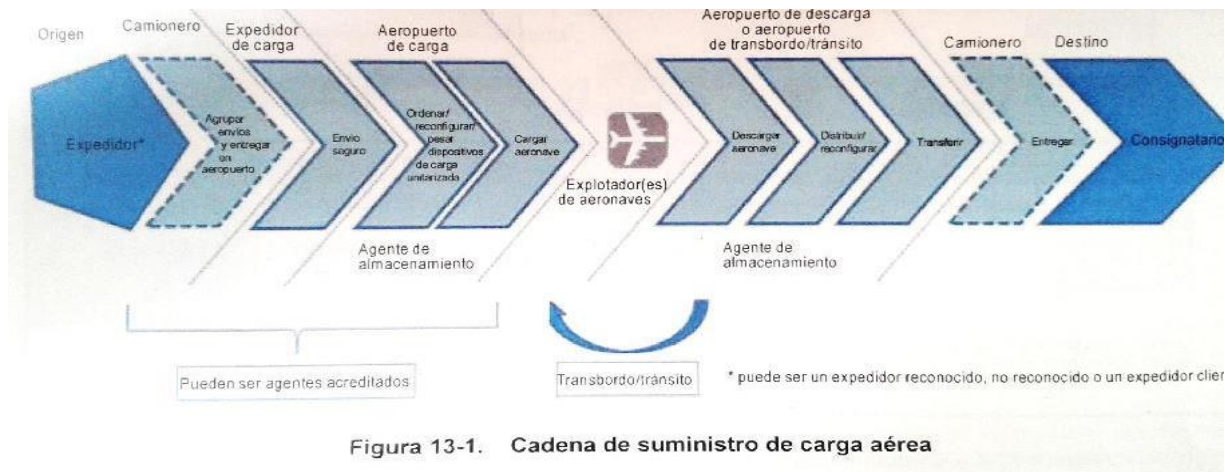 Origen
Camionero
Expedidor
de carga
Aeropuerto
de carga
Aeropuerto de descarga
o aeropuerto
de transbordo/tránsito
Camionero
Destino
Expedidor*
Agrupar
envíos
y entregar
en
aeropuerto
Envío
seguro
Ordenar/
reconfigurar/
pesar
dispositivos
de carga
unitarizada
Cargar
aeronave
Explotador(es)
de aeronaves
Descargar
aeronave
Distribuir/
reconfigurar
Transferir
Entregar
Consignatario
Agente de
almacenamiento
Agente de
almacenamiento
Pueden ser agentes acreditados
Transbordo/tránsito
* puede ser un expedidor reconocido, no reconocido o un expedidor clien
Figura 13-1. Cadena de suministro de carga aérea